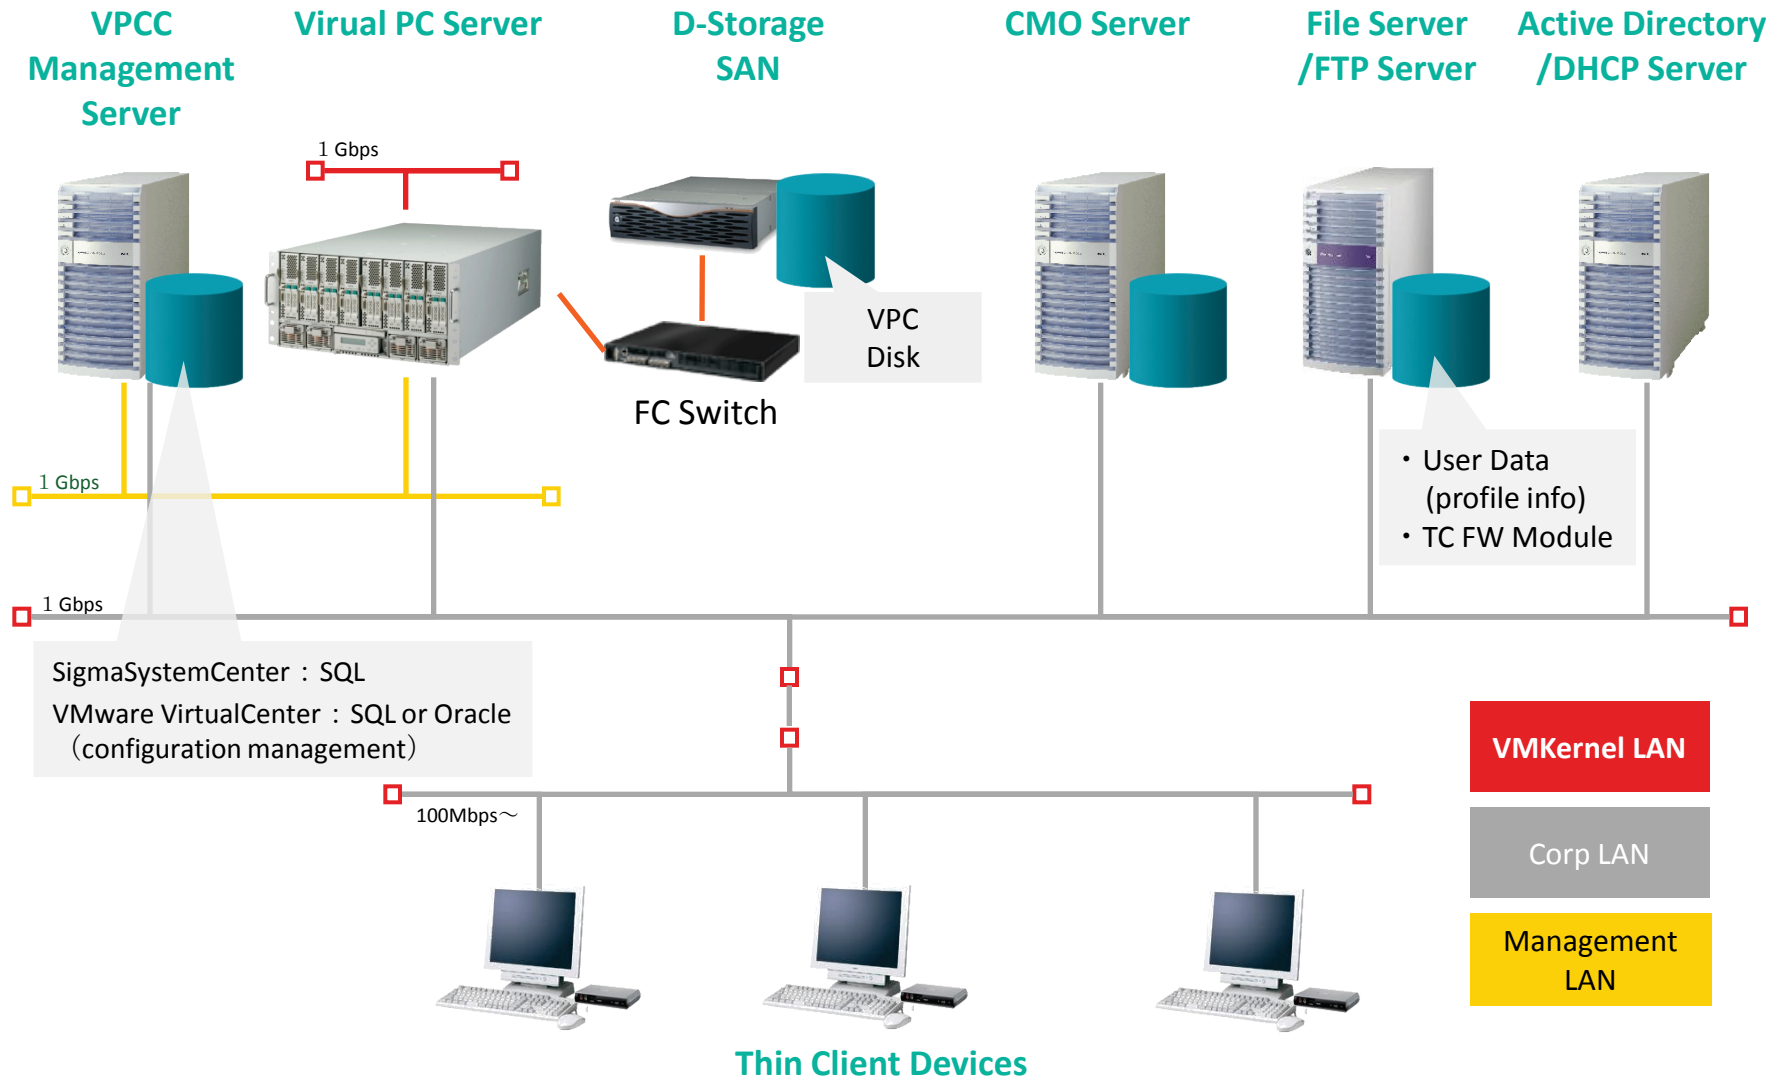 VPCC
Management
Server
Virual PC Server
D-Storage
SAN
CMO Server
File Server
/FTP Server
Active Directory
/DHCP Server
1 Gbps
VPC
Disk
FC Switch
・User Data
(profile info)
・TC FW Module
1 Gbps
1 Gbps
SigmaSystemCenter：SQL
VMware VirtualCenter：SQL or Oracle
（configuration management）
100Mbps～
VMKernel LAN
Corp LAN
Management
LAN
Thin Client Devices